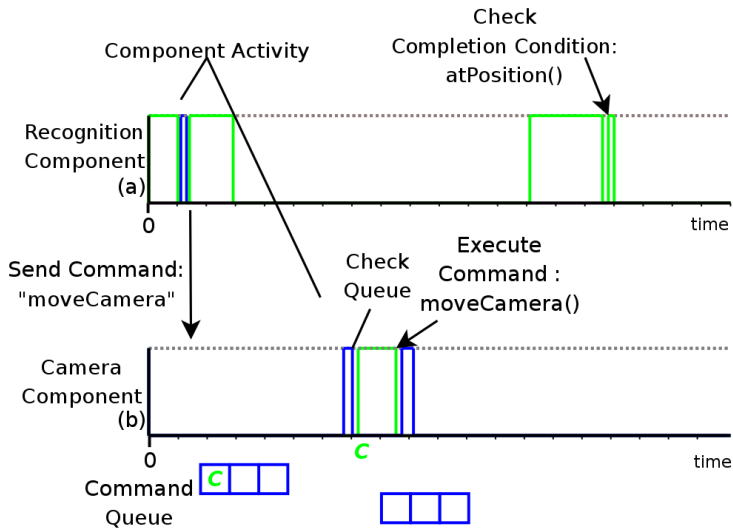 Check
Completion Condition:
atPosition()
Component Activity
Recognition
Component
(a)
0
time
Send Command:
"moveCamera"
Check
Queue
Execute
Command :
moveCamera()
Camera
Component
(b)
0
C
time
C
Command
Queue